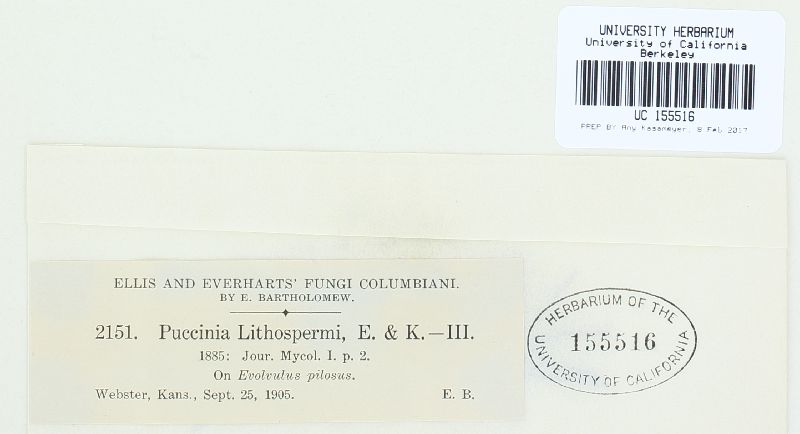 UNIVERSITY HERBARIUM
University of California
Berkeley
UC 155516
PREP BY Any Kasameyer, 8 Feb 2017
ELLIS AND EVERHARTS' FUNGI COLUMBIANI.
BY E. BARTHOLOMEW.
2151. Puccinia Lithospermi, E. & K.—III.
1885: Jour. Mycol. I. p. 2.
On Evolvulus pilosus.
Webster, Kans., Sept. 25, 1905. E. B.
HERBARIUM OF THE
155516
UNIVERSITY OF CALIFORNIA